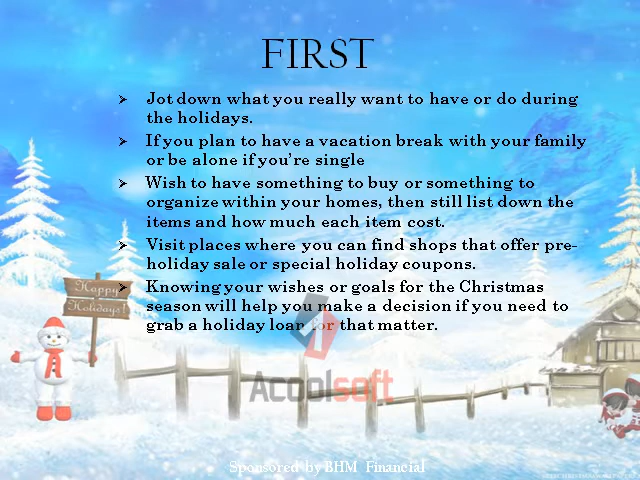 FIRST
➢ Jot down what you really want to have or do during
the holidays.
➢ If you plan to have a vacation break with your family
or be alone if you're single
➢ Wish to have something to buy or something to
organize within your homes, then still list down the
items and how much each item cost.
➢ Visit places where you can find shops that offer pre-
holiday sale or special holiday coupons.
➢ Knowing your wishes or goals for the Christmas
season will help you make a decision if you need to
grab a holiday loan for that matter.
Happy
Holidays!
Acoolsoft
Sponsored by BHM Financial